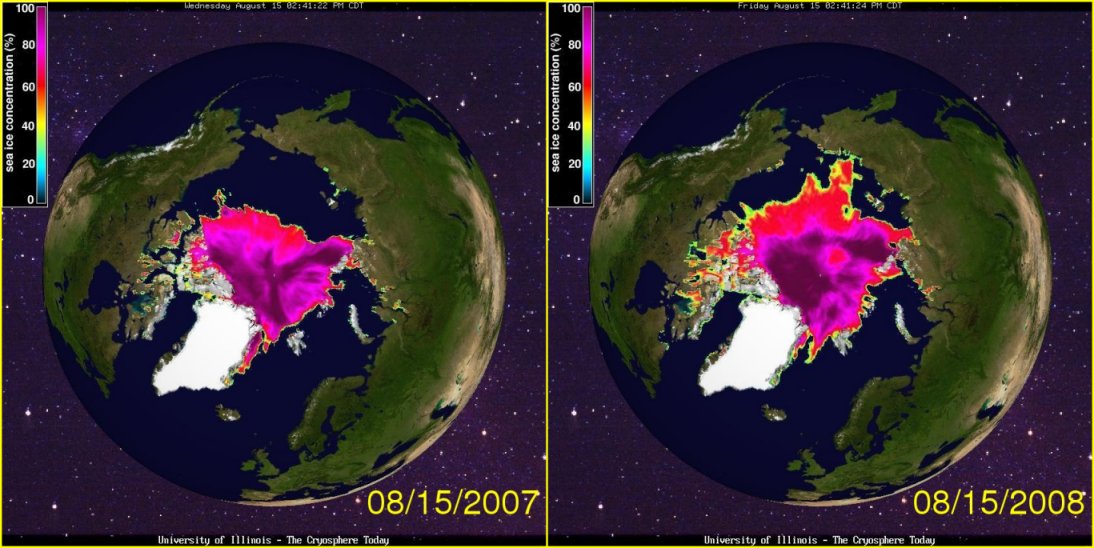 Wednesday August 15 02:41:22 PM CDT
100
80
60
40
20
0
sea ice concentration (%)
08/15/2007
University of Illinois - The Cryosphere Today
Friday August 15 02:41:24 PM CDT
100
80
60
40
20
0
sea ice concentration (%)
08/15/2008
University of Illinois - The Cryosphere Today